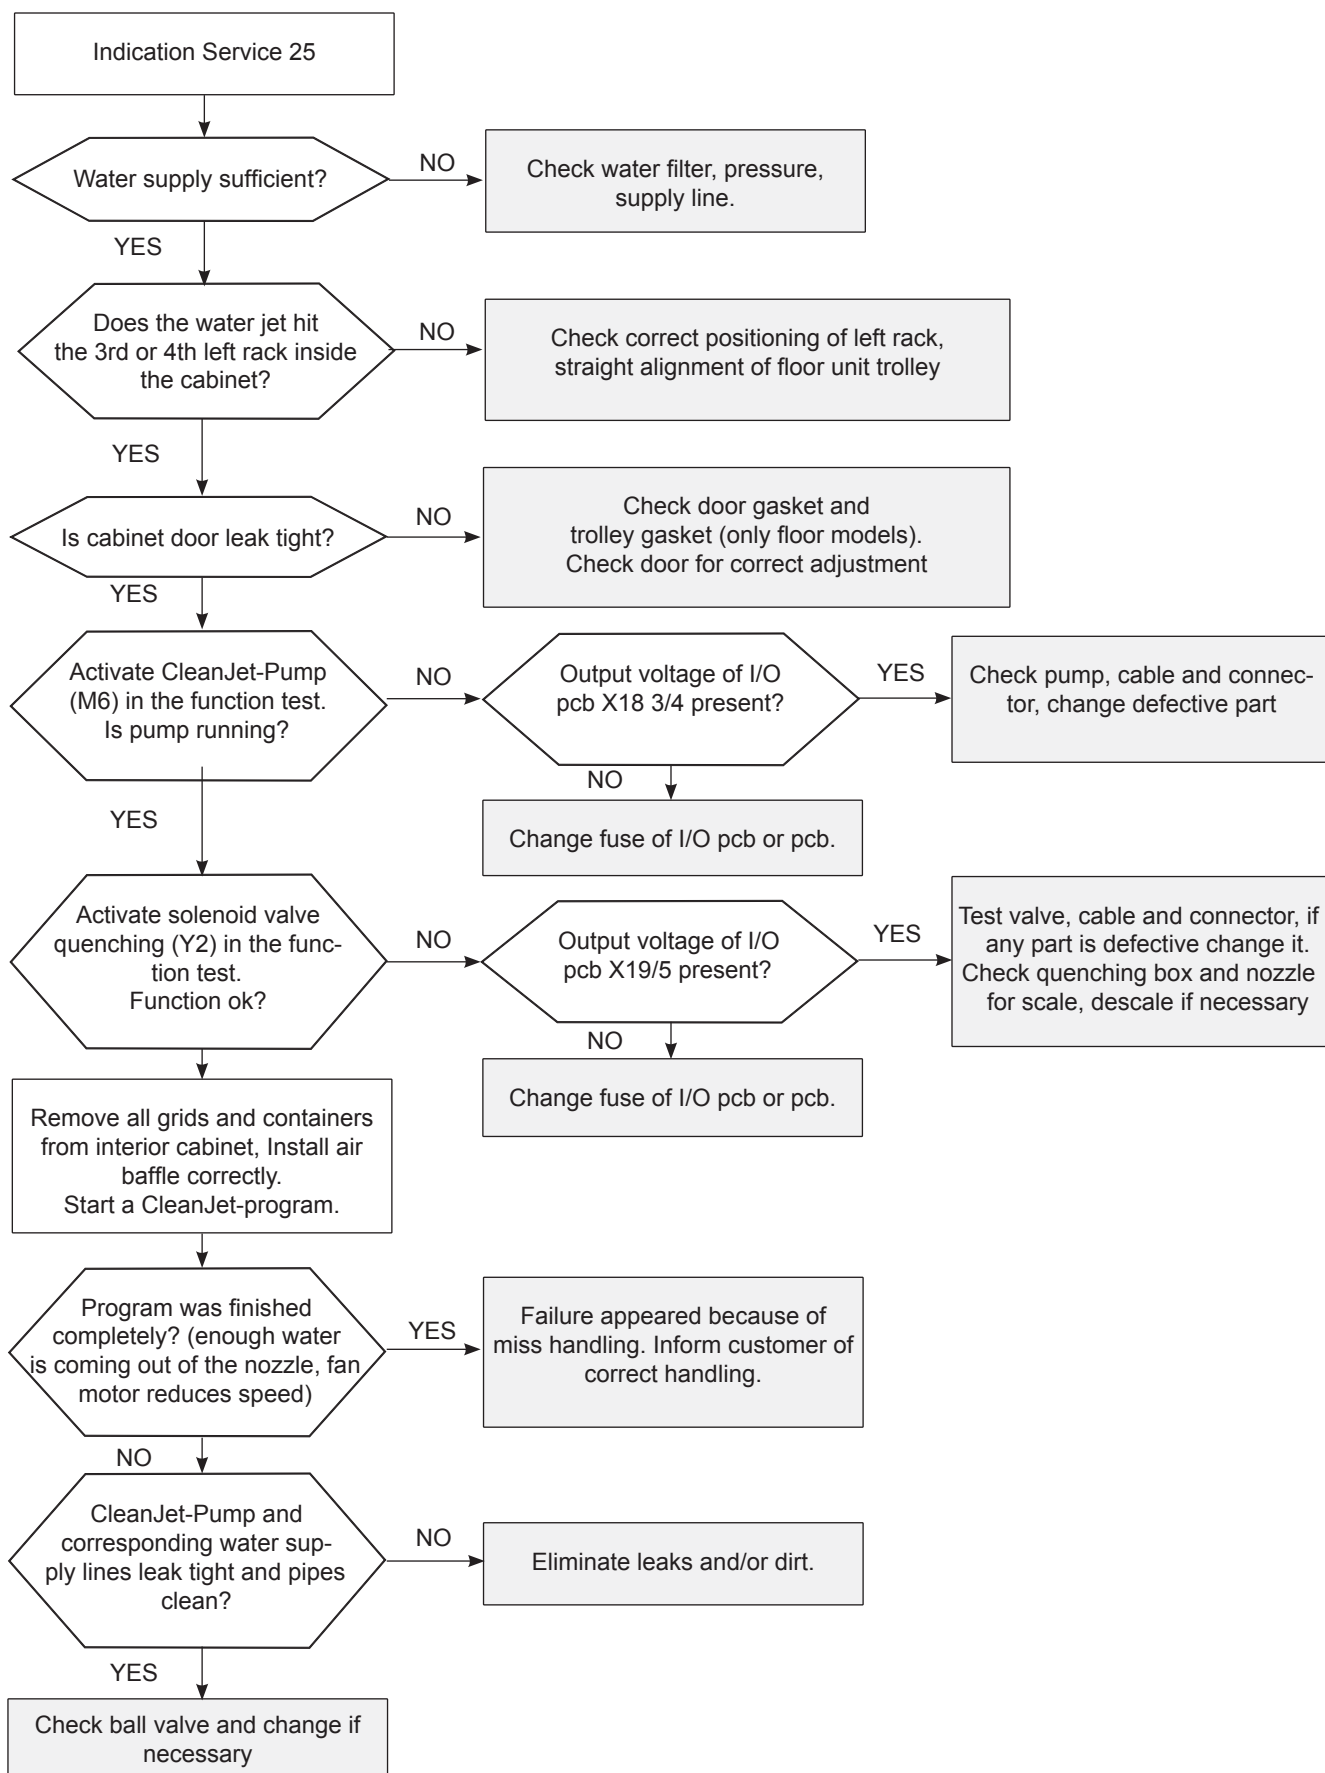 Indication Service 25
Water supply sufficient?
NO
Check water filter, pressure,
supply line.
YES
Does the water jet hit
the 3rd or 4th left rack inside
the cabinet?
NO
Check correct positioning of left rack,
straight alignment of floor unit trolley
YES
Is cabinet door leak tight?
NO
Check door gasket and
trolley gasket (only floor models).
Check door for correct adjustment
YES
Activate CleanJet-Pump
(M6) in the function test.
Is pump running?
NO
Output voltage of I/O
pcb X18 3/4 present?
YES
Check pump, cable and connec-
tor, change defective part
NO
Change fuse of I/O pcb or pcb.
YES
Activate solenoid valve
quenching (Y2) in the func-
tion test.
Function ok?
NO
Output voltage of I/O
pcb X19/5 present?
YES
Test valve, cable and connector, if
any part is defective change it.
Check quenching box and nozzle
for scale, descale if necessary
NO
Change fuse of I/O pcb or pcb.
Remove all grids and containers
from interior cabinet, Install air
baffle correctly.
Start a CleanJet-program.
Program was finished
completely? (enough water
is coming out of the nozzle, fan
motor reduces speed)
YES
Failure appeared because of
miss handling. Inform customer of
correct handling.
NO
CleanJet-Pump and
corresponding water sup-
ply lines leak tight and pipes
clean?
NO
Eliminate leaks and/or dirt.
YES
Check ball valve and change if
necessary